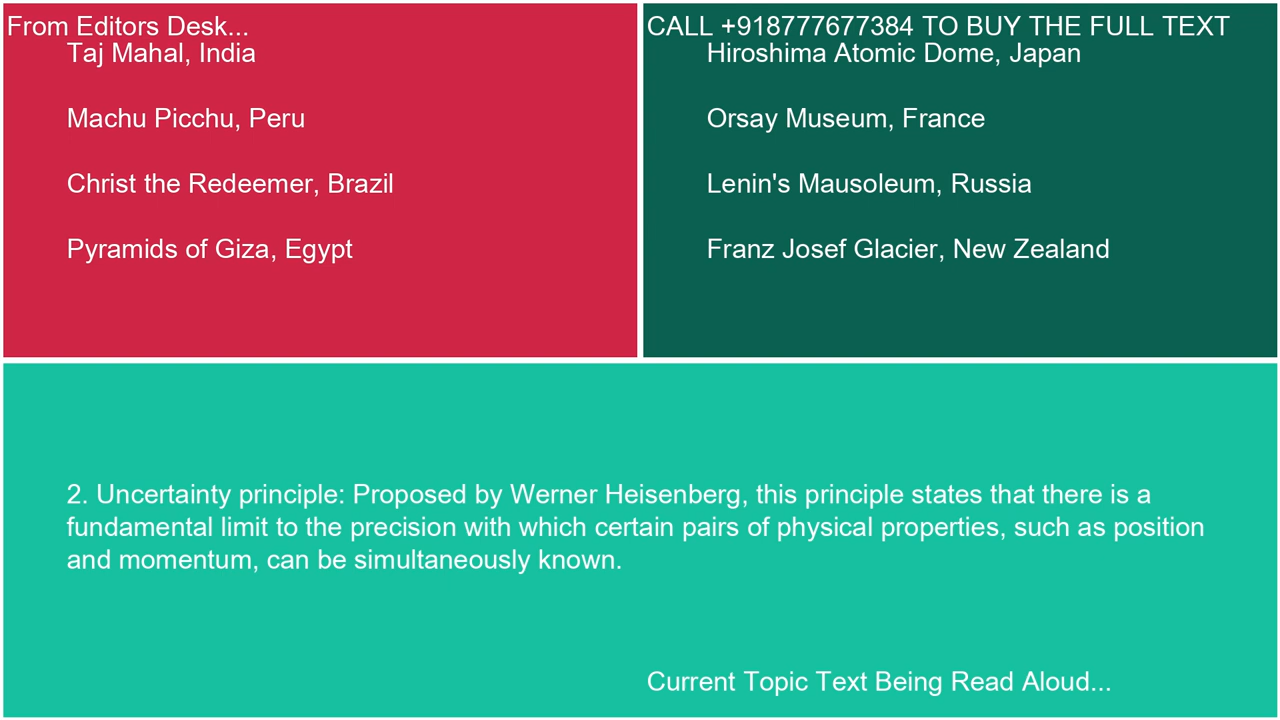 From Editors Desk...
Taj Mahal, India
Machu Picchu, Peru
Christ the Redeemer, Brazil
Pyramids of Giza, Egypt
CALL +918777677384 TO BUY THE FULL TEXT
Hiroshima Atomic Dome, Japan
Orsay Museum, France
Lenin's Mausoleum, Russia
Franz Josef Glacier, New Zealand
2. Uncertainty principle: Proposed by Werner Heisenberg, this principle states that there is a
fundamental limit to the precision with which certain pairs of physical properties, such as position
and momentum, can be simultaneously known.
Current Topic Text Being Read Aloud...